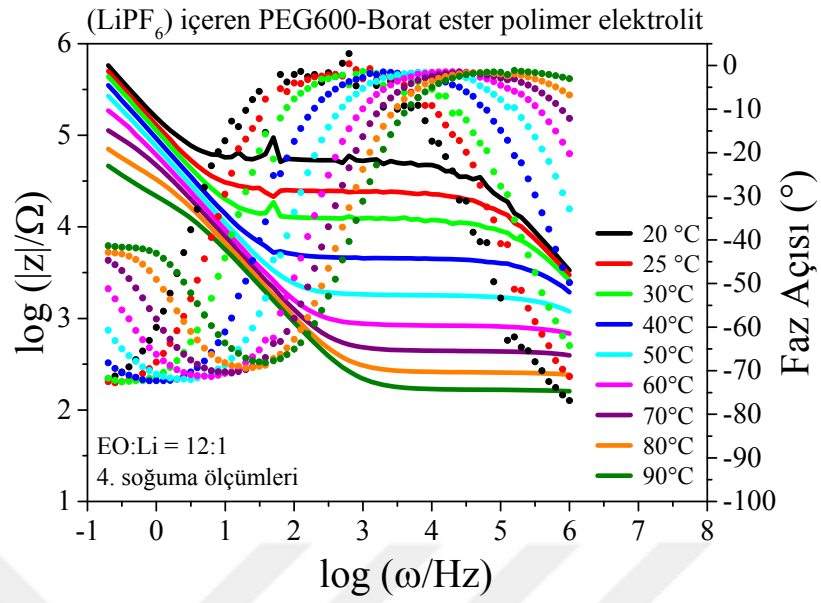 (LiPF6) içeren PEG600-Borat ester polimer elektrolit
6
5
4
3
2
1
log (|z|/Ω)
-0
-10
-20
-30
-40
-50
-60
-70
-80
-90
-100
Faz Açısı (°)
20 °C
25 °C
30°C
40°C
50°C
60°C
70°C
80°C
90°C
EO:Li = 12:1
4. soğuma ölçümleri
-1 0 1 2 3 4 5 6 7 8
log (ω/Hz)